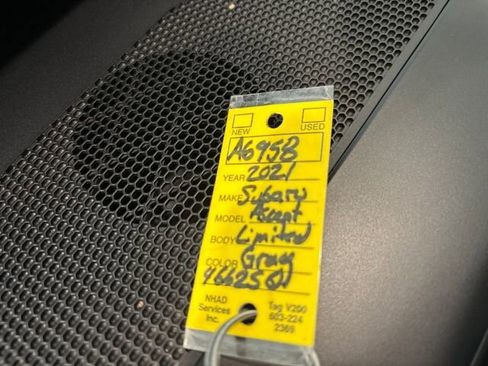 NEW USED
A6958
YEAR 2021
MAKE Subaru
MODEL Ascent
BODY Limited
COLOR Gray
NHAD
Services
Inc.
Tag V200
603-224
2369